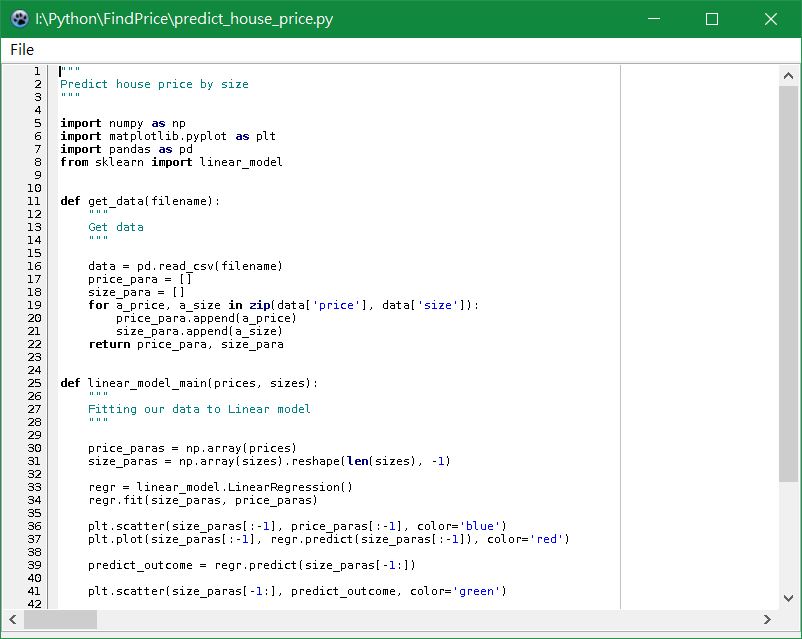 I:\Python\FindPrice\predict_house_price.py
File
1 """
2 Predict house price by size
3 """
4
5 import numpy as np
6 import matplotlib.pyplot as plt
7 import pandas as pd
8 from sklearn import linear_model
9
10
11 def get_data(filename):
12     """
13     Get data
14     """
15
16     data = pd.read_csv(filename)
17     price_para = []
18     size_para = []
19     for a_price, a_size in zip(data['price'], data['size']):
20         price_para.append(a_price)
21         size_para.append(a_size)
22     return price_para, size_para
23
24
25 def linear_model_main(prices, sizes):
26     """
27     Fitting our data to Linear model
28     """
29
30     price_paras = np.array(prices)
31     size_paras = np.array(sizes).reshape(len(sizes), -1)
32
33     regr = linear_model.LinearRegression()
34     regr.fit(size_paras, price_paras)
35
36     plt.scatter(size_paras[:-1], price_paras[:-1], color='blue')
37     plt.plot(size_paras[:-1], regr.predict(size_paras[:-1]), color='red')
38
39     predict_outcome = regr.predict(size_paras[-1:])
40
41     plt.scatter(size_paras[-1:], predict_outcome, color='green')
42